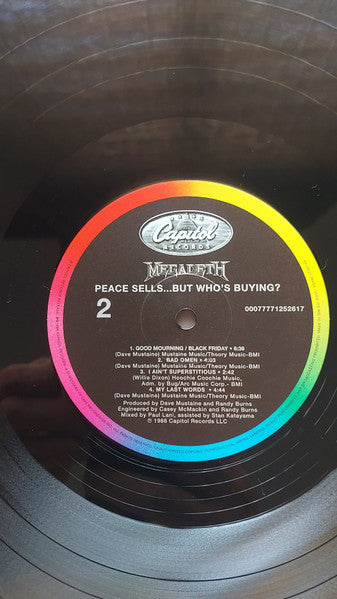 Capitol
RECORDS
MEGADETH
PEACE SELLS...BUT WHO'S BUYING?
2
00077771252617
1. GOOD MOURNING / BLACK FRIDAY • 6:39
(Dave Mustaine) Mustaine Music/Theory Music-BMI
2. BAD OMEN • 4:03
(Dave Mustaine) Mustaine Music/Theory Music-BMI
3. I AIN'T SUPERSTITIOUS • 2:42
(Willie Dixon) Hoochie Coochie Music,
Adm. by Bug/Arc Music Corp.- BMI
4. MY LAST WORDS • 4:44
(Dave Mustaine) Mustaine Music/Theory Music-BMI
Produced by Dave Mustaine and Randy Burns
Engineered by Casey McMackin and Randy Burns
Mixed by Paul Lani, assisted by Stan Katayama
℗ 1986 Capitol Records LLC